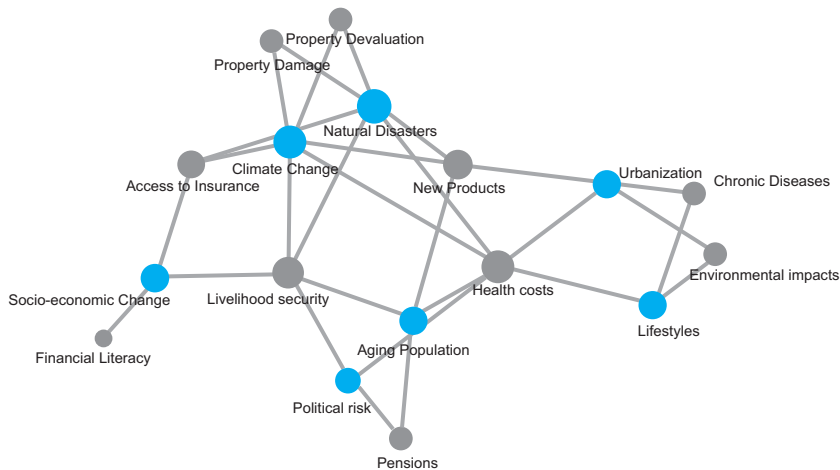 Property Devaluation
Property Damage
Natural Disasters
Climate Change
Access to Insurance
New Products
Urbanization
Chronic Diseases
Environmental impacts
Health costs
Livelihood security
Socio-economic Change
Lifestyles
Aging Population
Financial Literacy
Political risk
Pensions